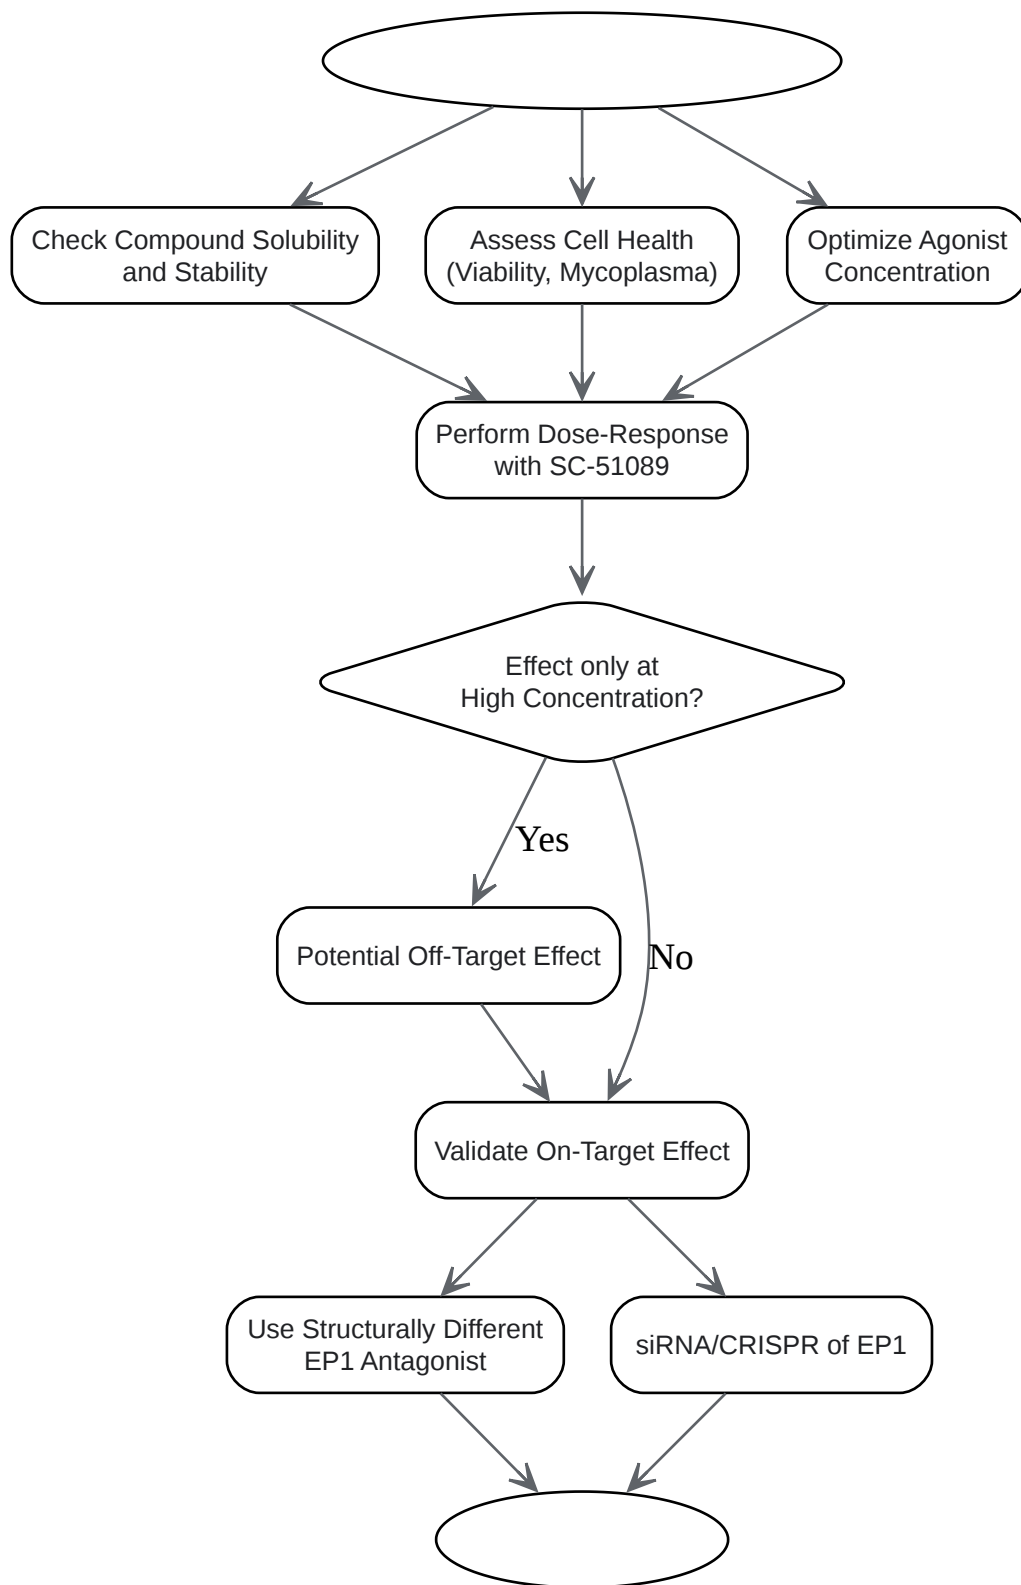 Check Compound Solubility
and Stability
Assess Cell Health
(Viability, Mycoplasma)
Optimize Agonist
Concentration
Perform Dose-Response
with SC-51089
Effect only at
High Concentration?
Yes
Potential Off-Target Effect
No
Validate On-Target Effect
Use Structurally Different
EP1 Antagonist
siRNA/CRISPR of EP1